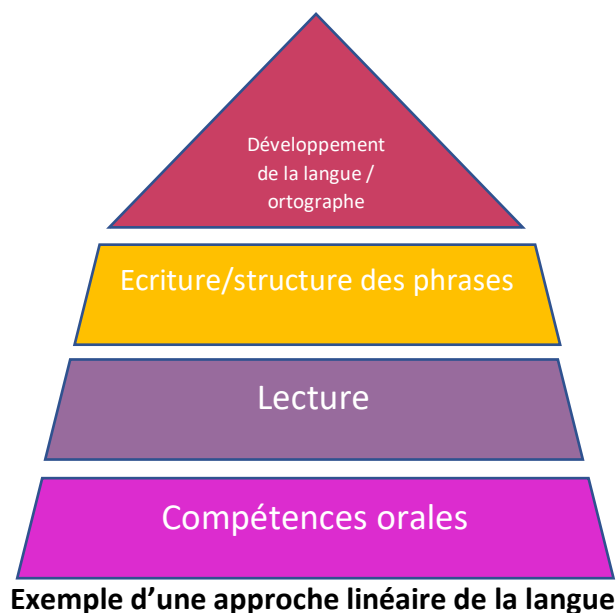 Développement
de la langue /
ortographe
Ecriture/structure des phrases
Lecture
Compétences orales
Exemple d’une approche linéaire de la langue